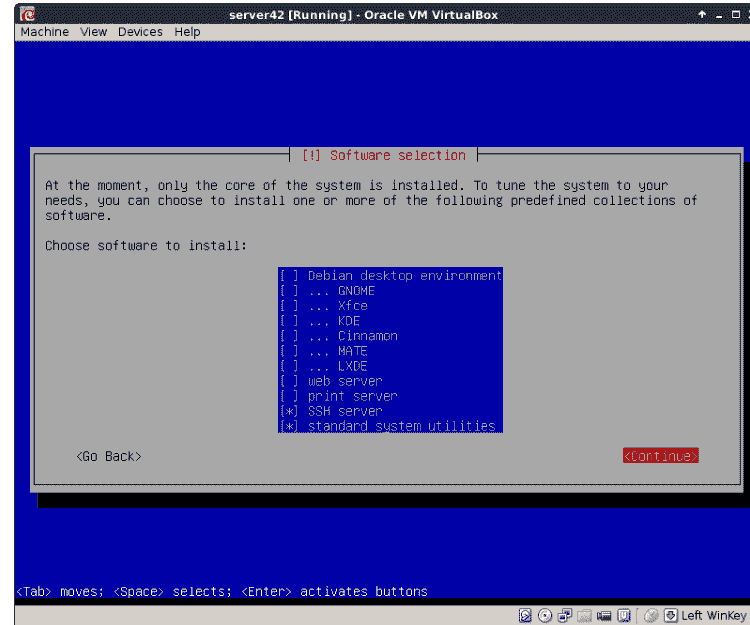 server42 [Running] - Oracle VM VirtualBox
Machine View Devices Help
[!] Software selection
At the moment, only the core of the system is installed. To tune the system to your
needs, you can choose to install one or more of the following predefined collections of
software.
Choose software to install:
[ ] Debian desktop environment
[ ] ... GNOME
[ ] ... Xfce
[ ] ... KDE
[ ] ... Cinnamon
[ ] ... MATE
[ ] ... LXDE
[ ] web server
[ ] print server
[*] SSH server
[*] standard system utilities
<Go Back> <Continue>
<Tab> moves; <Space> selects; <Enter> activates buttons
Left WinKey